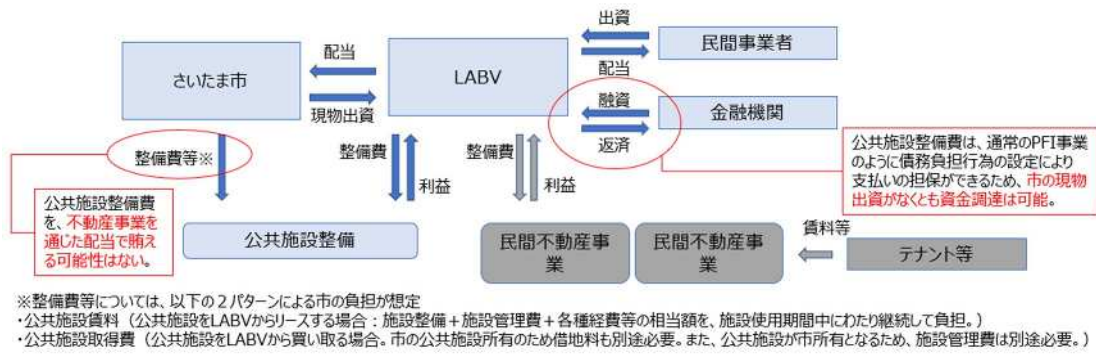 出資
民間事業者
配当
さいたま市
配当
現物出資
LABV
融資
返済
金融機関
整備費等※
整備費
利益
整備費
利益
公共施設整備費は、通常のPFI事業
のように債務負担行為の設定により
支払いの担保ができるため、市の現物
出資がなくとも資金調達は可能。
公共施設整備費
を、不動産事業を
通じた配当で賄え
る可能性はない。
公共施設整備
民間不動産事
業
民間不動産事
業
賃料等
テナント等
※整備費等については、以下の2パターンによる市の負担が想定
・公共施設賃料（公共施設をLABVからリースする場合：施設整備＋施設管理費＋各種経費等の相当額を、施設使用期間中にわたり継続して負担。）
・公共施設取得費（公共施設をLABVから買い取る場合。市の公共施設所有のため借地料も別途必要。また、公共施設が市所有となるため、施設管理費は別途必要。）